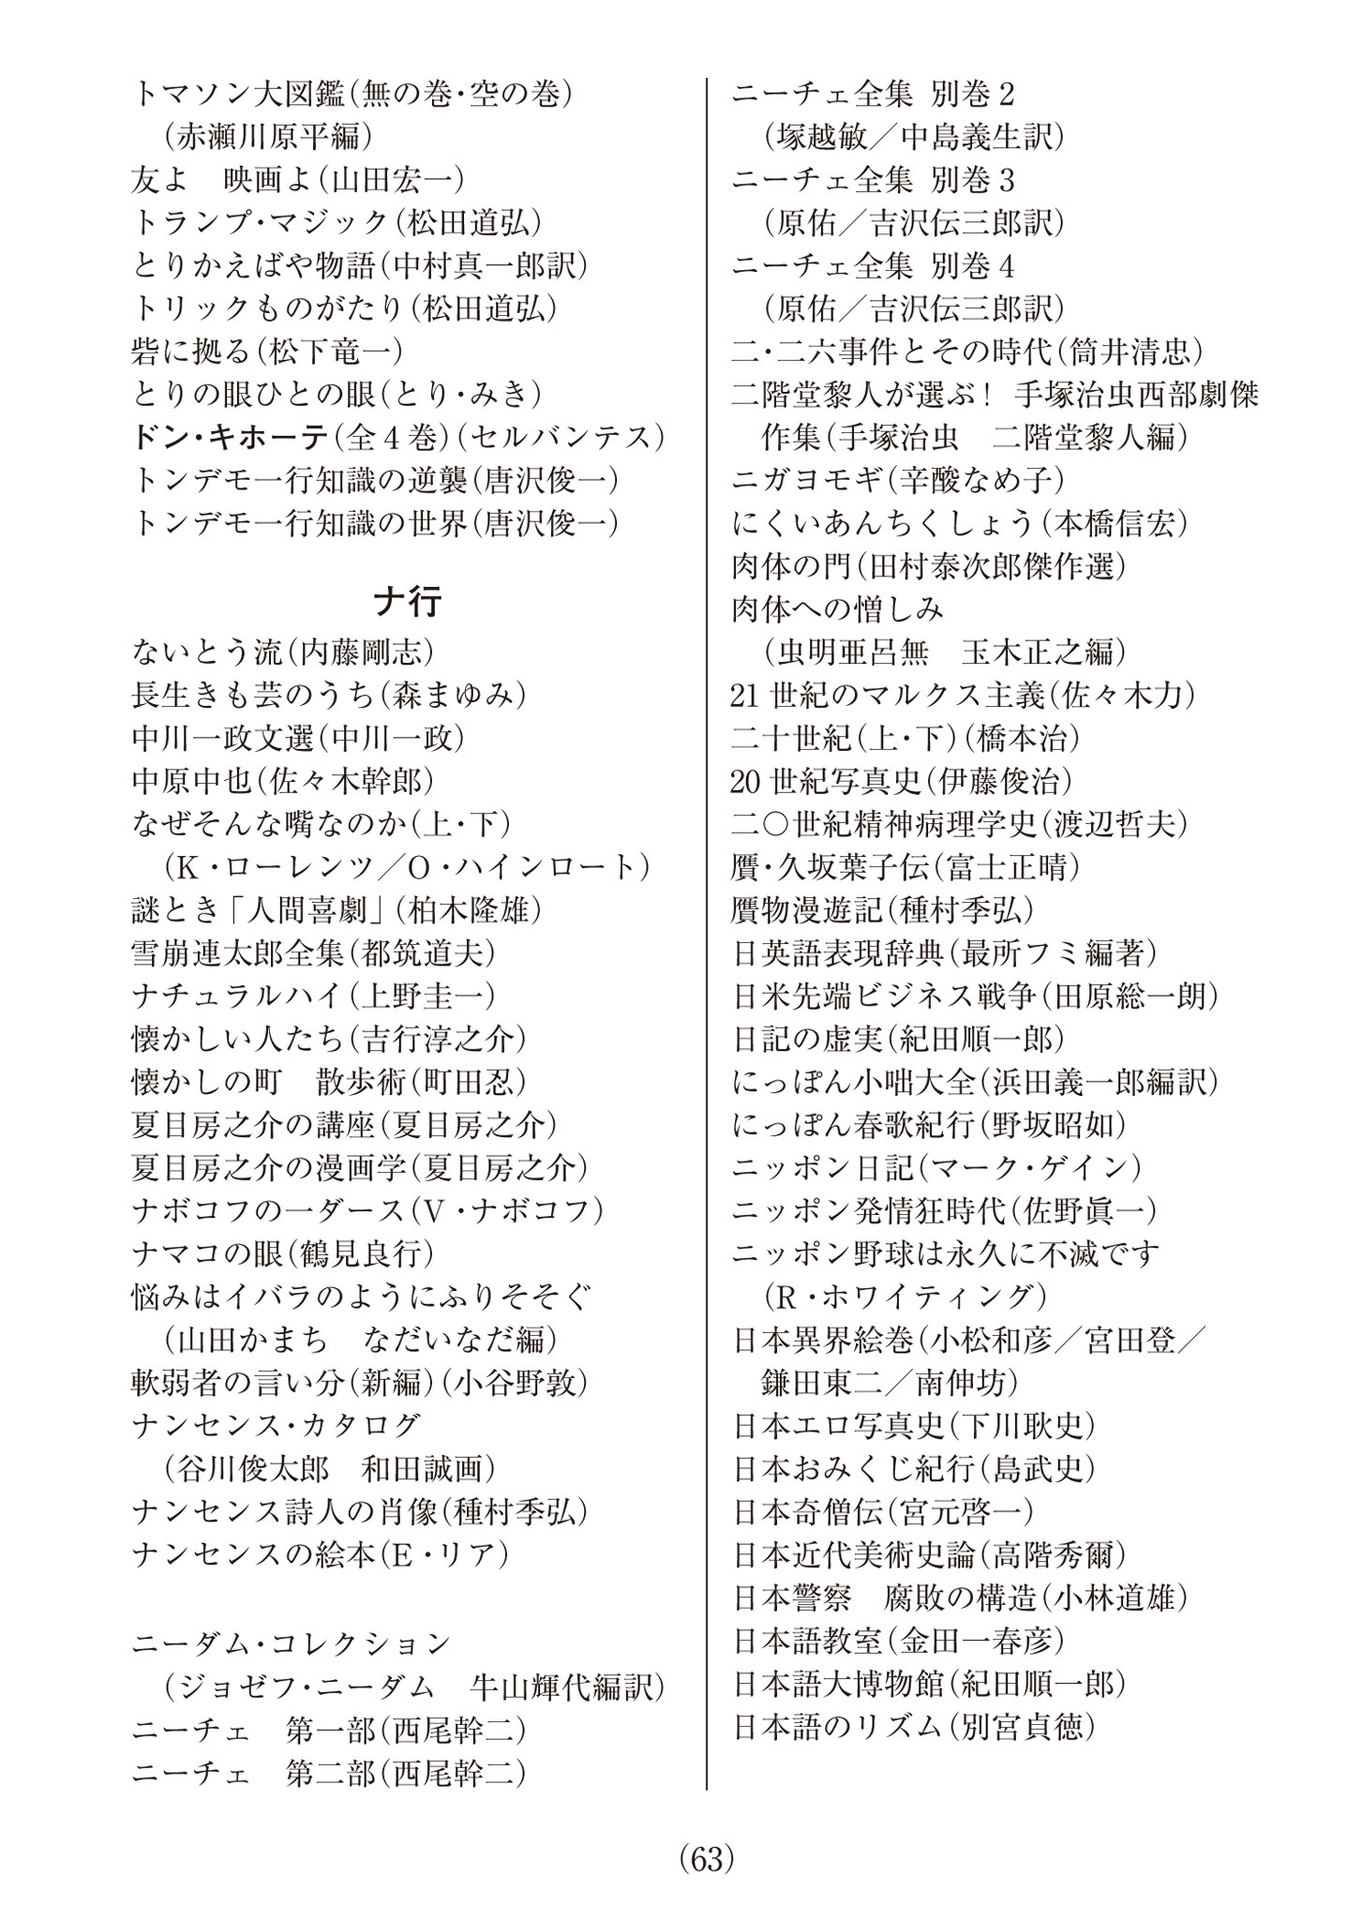 トマソン大図鑑(無の巻・空の巻)
(赤瀬川原平編)
友よ　映画よ(山田宏一)
トランプ・マジック(松田道弘)
とりかえばや物語(中村真一郎訳)
トリックものがたり(松田道弘)
砦に拠る(松下竜一)
とりの眼ひとの眼(とり・みき)
ドン・キホーテ(全4巻)(セルバンテス)
トンデモ一行知識の逆襲(唐沢俊一)
トンデモ一行知識の世界(唐沢俊一)
ナ行
ないとう流(内藤剛志)
長生きも芸のうち(森まゆみ)
中川一政文選(中川一政)
中原中也(佐々木幹郎)
なぜそんな嘴なのか(上・下)
(K・ローレンツ／O・ハインロート)
謎とき「人間喜劇」(柏木隆雄)
雪崩連太郎全集(都筑道夫)
ナチュラルハイ(上野圭一)
懐かしい人たち(吉行淳之介)
懐かしの町　散歩術(町田忍)
夏目房之介の講座(夏目房之介)
夏目房之介の漫画学(夏目房之介)
ナボコフの一ダース(V・ナボコフ)
ナマコの眼(鶴見良行)
悩みはイバラのようにふりそそぐ
(山田かまち　なだいなだ編)
軟弱者の言い分(新編)(小谷野敦)
ナンセンス・カタログ
(谷川俊太郎　和田誠画)
ナンセンス詩人の肖像(種村季弘)
ナンセンスの絵本(E・リア)
ニーダム・コレクション
(ジョゼフ・ニーダム　牛山輝代編訳)
ニーチェ　第一部(西尾幹二)
ニーチェ　第二部(西尾幹二)
ニーチェ全集 別巻2
(塚越敏／中島義生訳)
ニーチェ全集 別巻3
(原佑／吉沢伝三郎訳)
ニーチェ全集 別巻4
(原佑／吉沢伝三郎訳)
二・二六事件とその時代(筒井清忠)
二階堂黎人が選ぶ！ 手塚治虫西部劇傑
作集(手塚治虫　二階堂黎人編)
ニガヨモギ(辛酸なめ子)
にくいあんちくしょう(本橋信宏)
肉体の門(田村泰次郎傑作選)
肉体への憎しみ
(虫明亜呂無　玉木正之編)
21世紀のマルクス主義(佐々木力)
二十世紀(上・下)(橋本治)
20世紀写真史(伊藤俊治)
二〇世紀精神病理学史(渡辺哲夫)
贋・久坂葉子伝(富士正晴)
贋物漫遊記(種村季弘)
日英語表現辞典(最所フミ編著)
日米先端ビジネス戦争(田原総一朗)
日記の虚実(紀田順一郎)
にっぽん小咄大全(浜田義一郎編訳)
にっぽん春歌紀行(野坂昭如)
ニッポン日記(マーク・ゲイン)
ニッポン発情狂時代(佐野眞一)
ニッポン野球は永久に不滅です
(R・ホワイティング)
日本異界絵巻(小松和彦／宮田登／
鎌田東二／南伸坊)
日本エロ写真史(下川耿史)
日本おみくじ紀行(島武史)
日本奇僧伝(宮元啓一)
日本近代美術史論(高階秀爾)
日本警察　腐敗の構造(小林道雄)
日本語教室(金田一春彦)
日本語大博物館(紀田順一郎)
日本語のリズム(別宮貞徳)
(63)